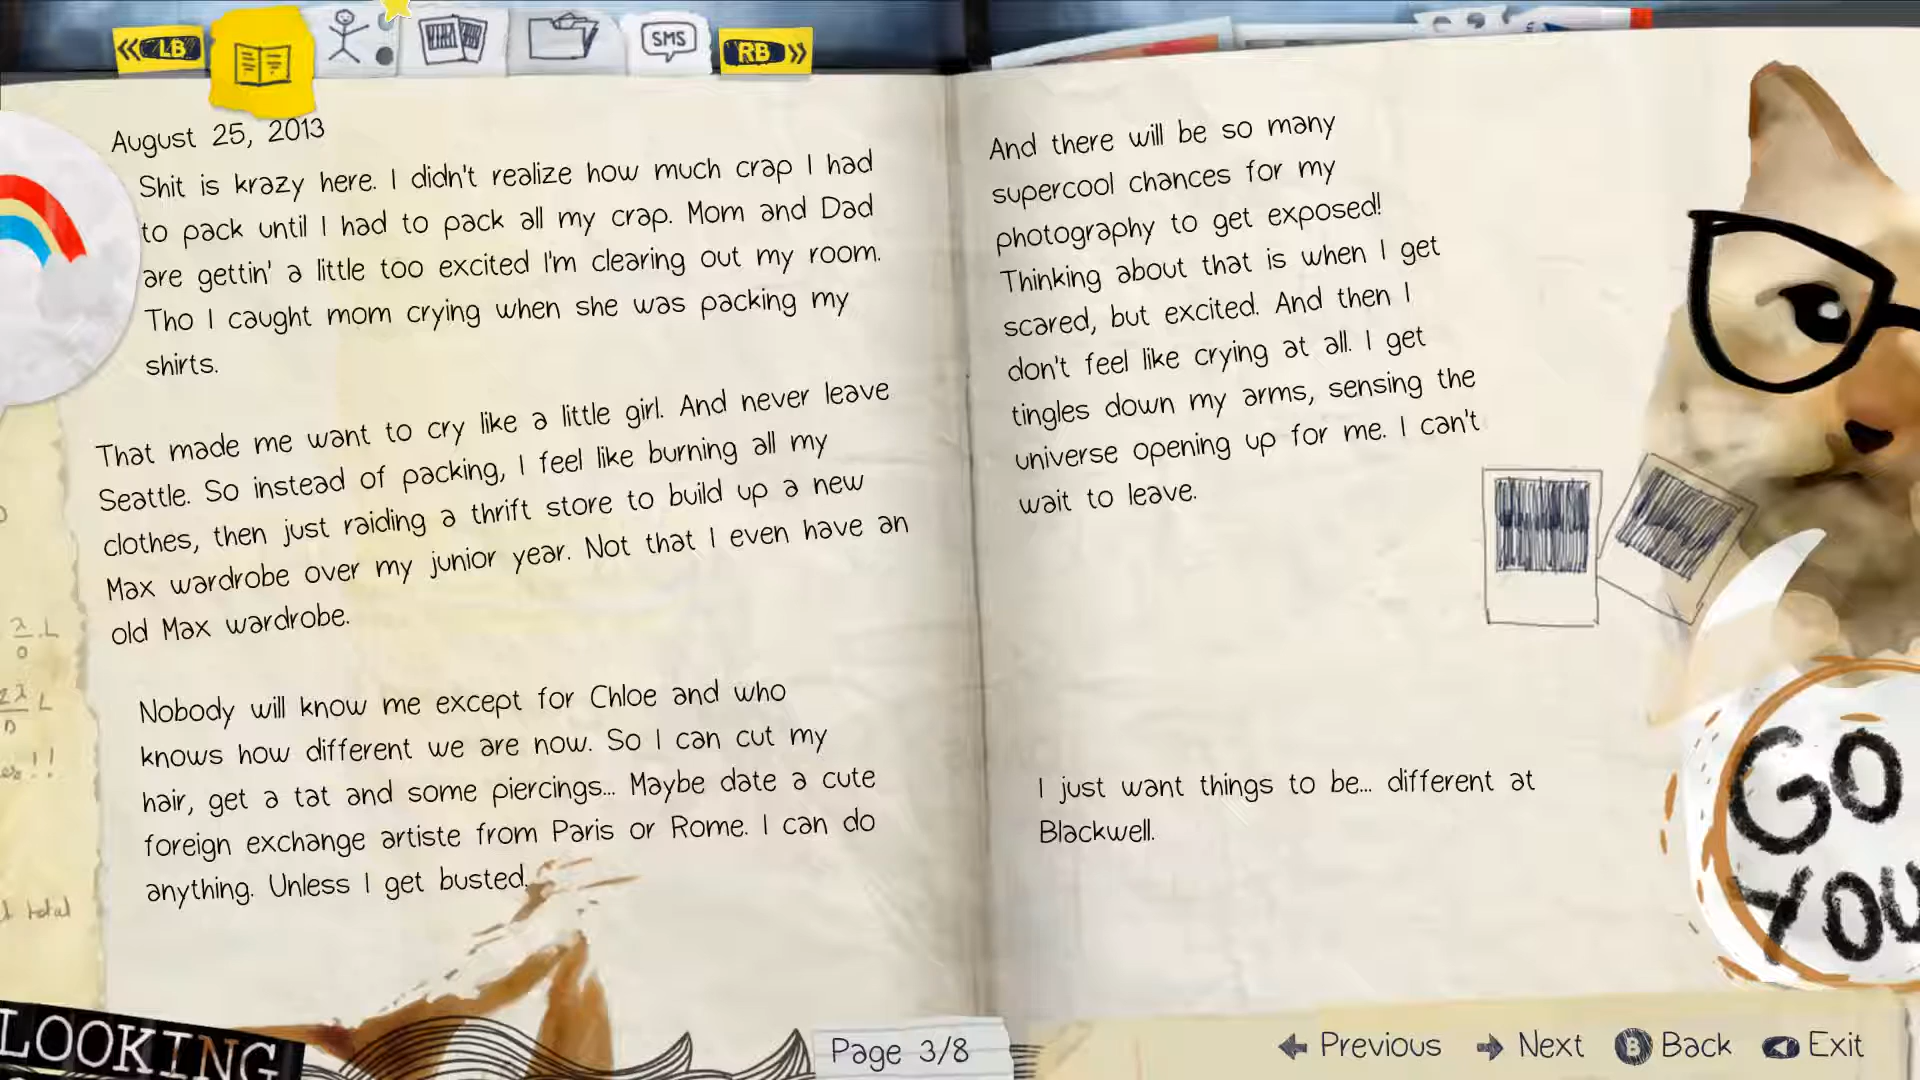 LB
SMS
RB
August 25, 2013
Shit is krazy here. I didn't realize how much crap I had
to pack until I had to pack all my crap. Mom and Dad
are gettin' a little too excited I'm clearing out my room.
Tho I caught mom crying when she was packing my
shirts.
That made me want to cry like a little girl. And never leave
Seattle. So instead of packing, I feel like burning all my
clothes, then just raiding a thrift store to build up a new
Max wardrobe over my junior year. Not that I even have an
old Max wardrobe.
Nobody will know me except for Chloe and who
knows how different we are now. So I can cut my
hair, get a tat and some piercings... Maybe date a cute
foreign exchange artiste from Paris or Rome. I can do
anything. Unless I get busted.
And there will be so many
supercool chances for my
photography to get exposed!
Thinking about that is when I get
scared, but excited. And then I
don't feel like crying at all. I get
tingles down my arms, sensing the
universe opening up for me. I can't
wait to leave.
I just want things to be... different at
Blackwell.
GO
YOU
total
LOOKING
Page 3/8
Previous
Next
B Back
Exit